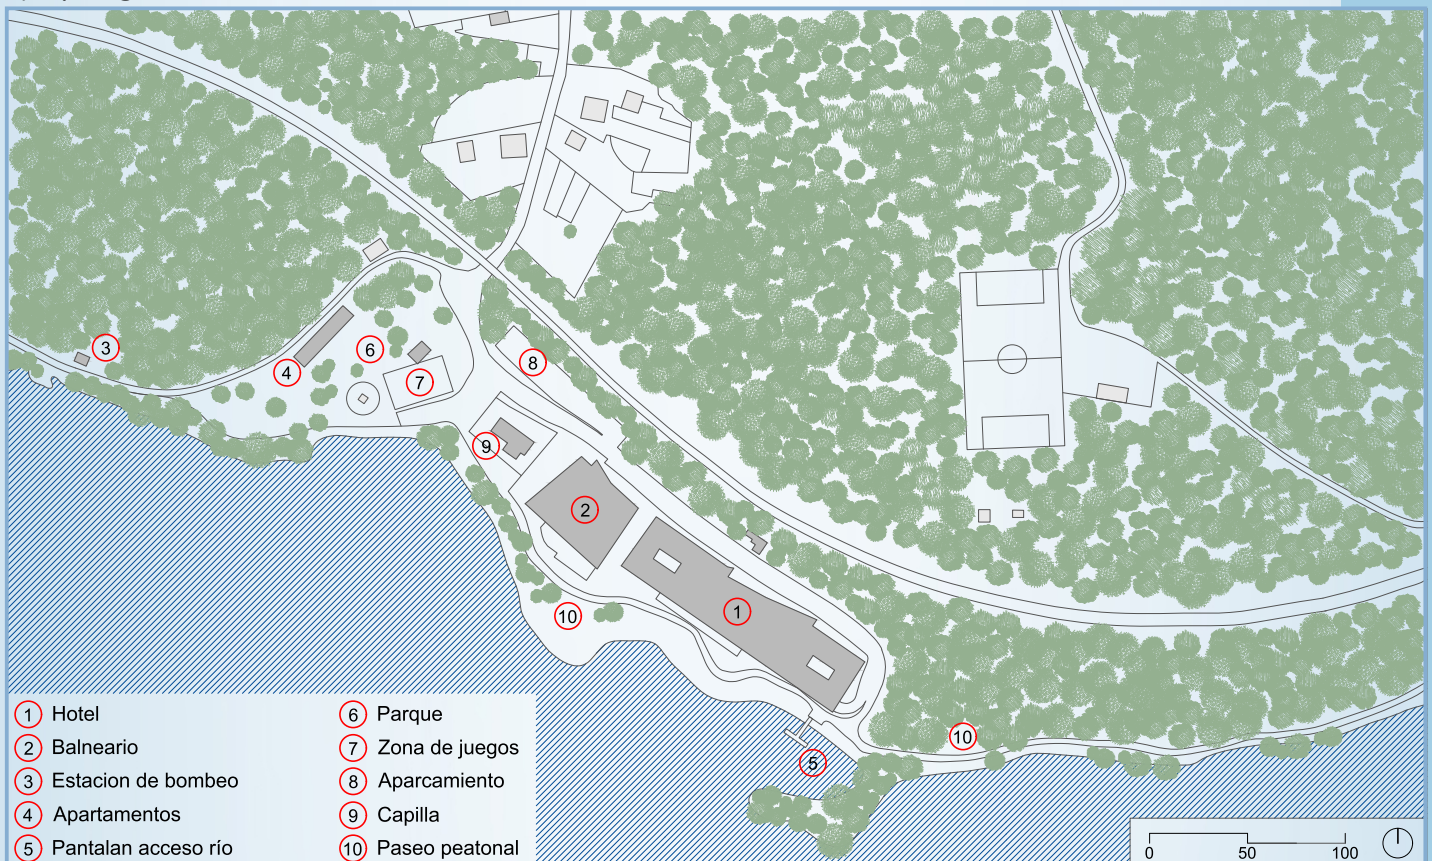 3
6
4
7
8
9
2
1
10
10
5
1 Hotel
2 Balneario
3 Estacion de bombeo
4 Apartamentos
5 Pantalan acceso río
6 Parque
7 Zona de juegos
8 Aparcamiento
9 Capilla
10 Paseo peatonal
0 50 100